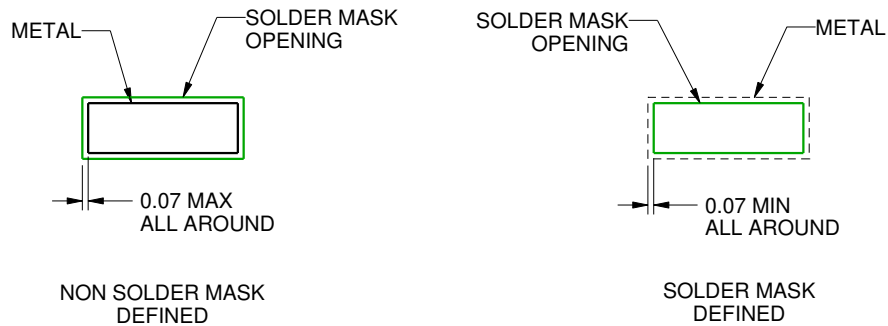 METAL
SOLDER MASK
OPENING
0.07 MAX
ALL AROUND
NON SOLDER MASK
DEFINED
SOLDER MASK
OPENING
METAL
0.07 MIN
ALL AROUND
SOLDER MASK
DEFINED